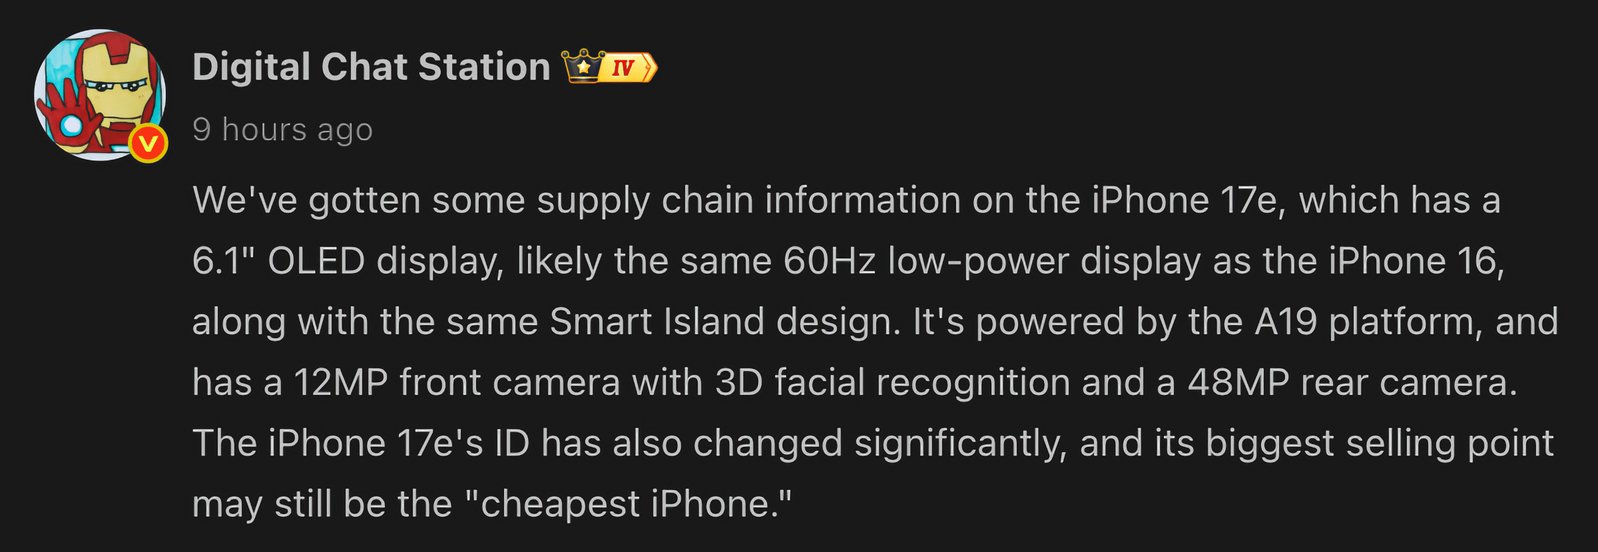 Digital Chat Station IV
9 hours ago
We've gotten some supply chain information on the iPhone 17e, which has a
6.1" OLED display, likely the same 60Hz low-power display as the iPhone 16,
along with the same Smart Island design. It's powered by the A19 platform, and
has a 12MP front camera with 3D facial recognition and a 48MP rear camera.
The iPhone 17e's ID has also changed significantly, and its biggest selling point
may still be the "cheapest iPhone."